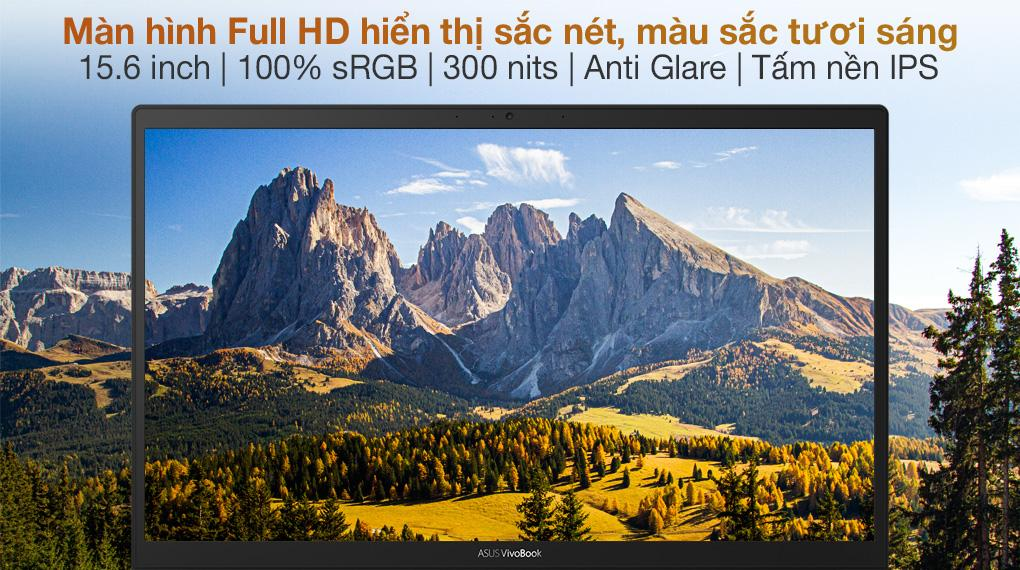 Màn hình Full HD hiển thị sắc nét, màu sắc tươi sáng
15.6 inch | 100% sRGB | 300 nits | Anti Glare | Tấm nền IPS
ASUS VivoBook